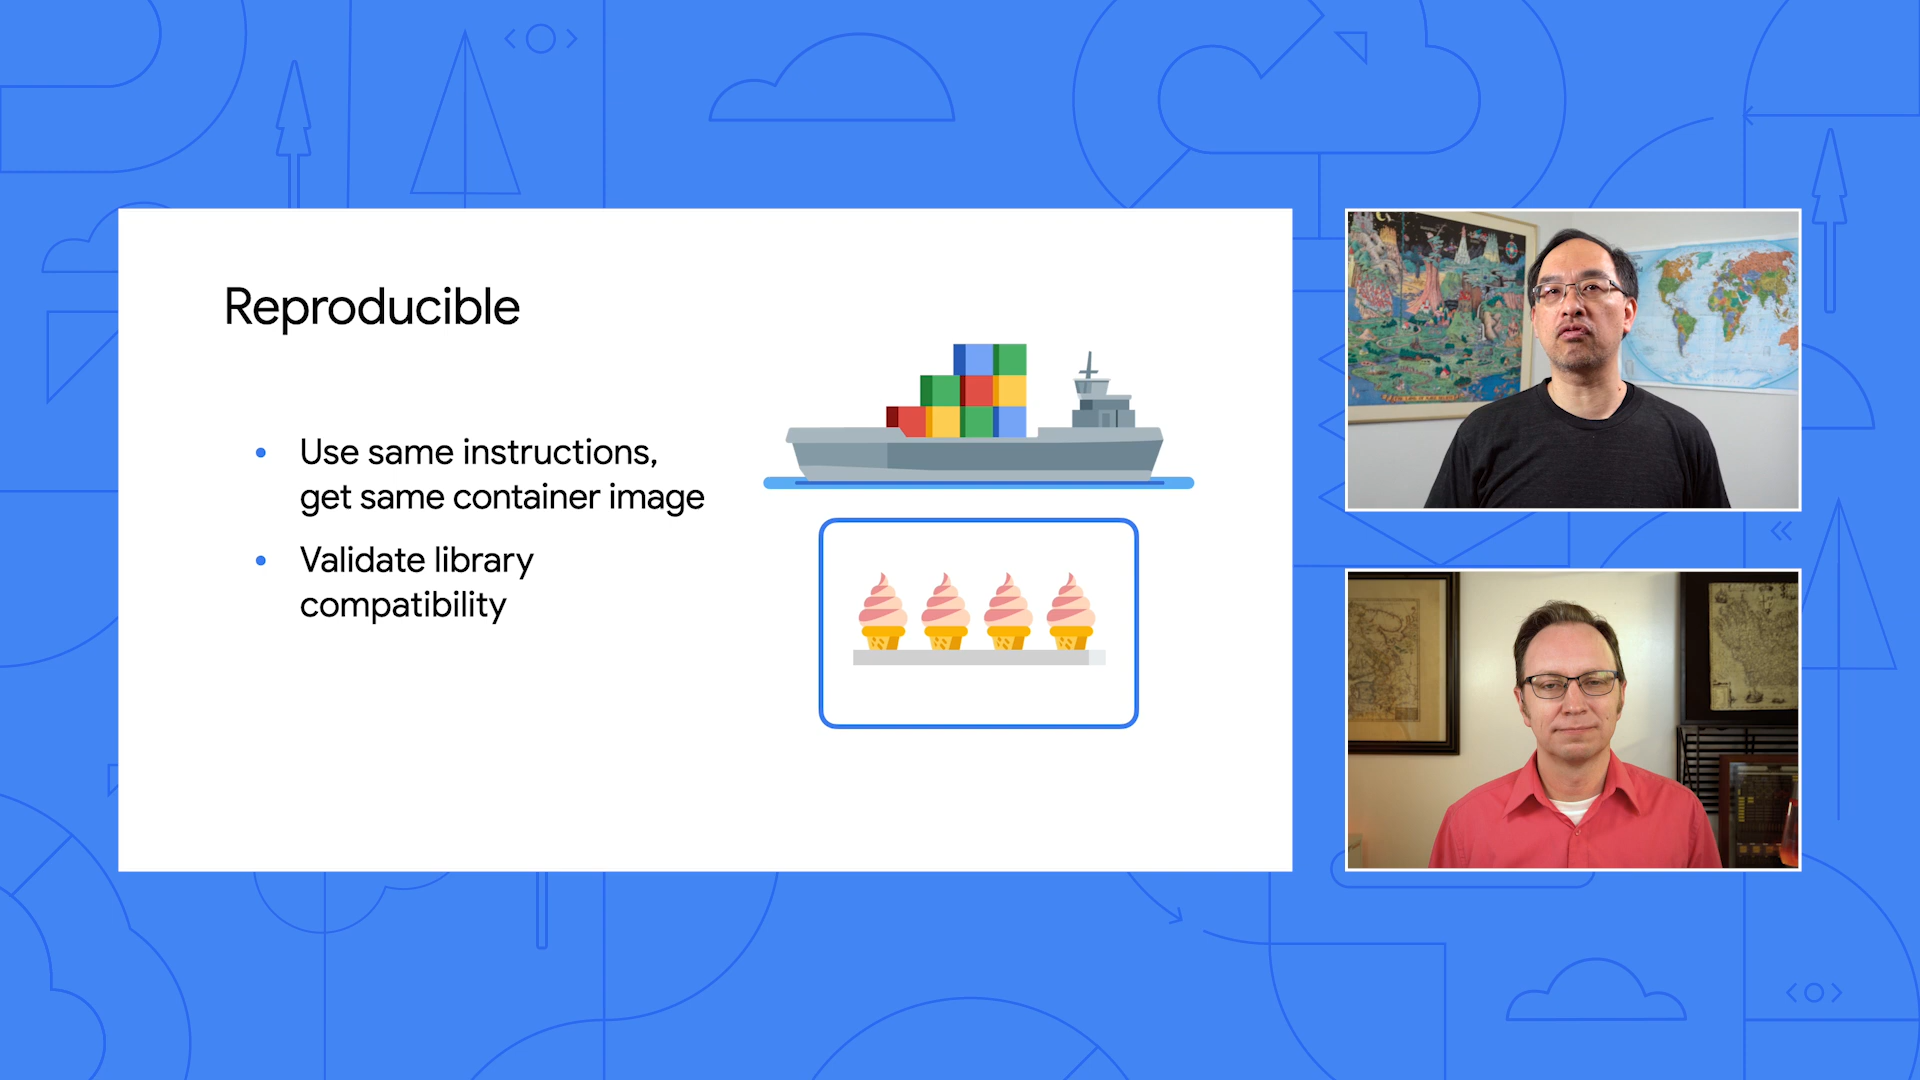 Reproducible
Use same instructions,
get same container image
Validate library
compatibility